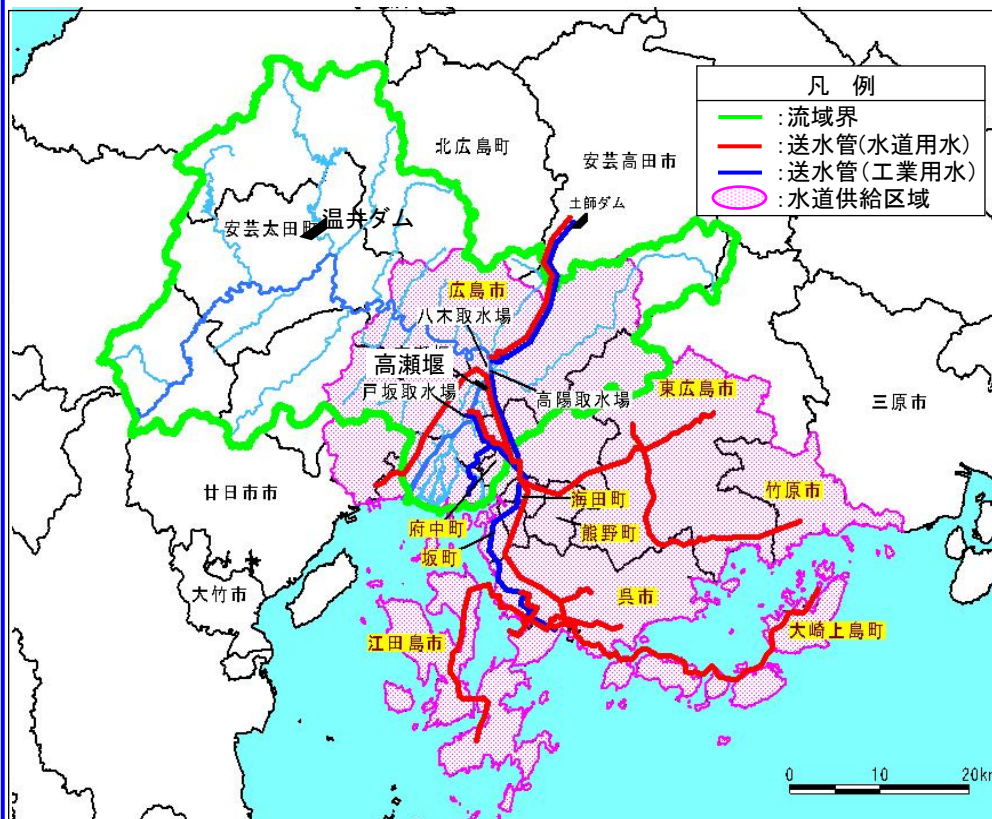 凡 例
:流域界
:送水管(水道用水)
:送水管(工業用水)
:水道供給区域
北広島町
安芸高田市
土師ダム
安芸太田町
温井ダム
広島市
八木取水場
高瀬堰
戸坂取水場
高陽取水場
東広島市
三原市
廿日市市
竹原市
海田町
府中町
熊野町
坂町
大竹市
呉市
江田島市
大崎上島町
0 10 20km